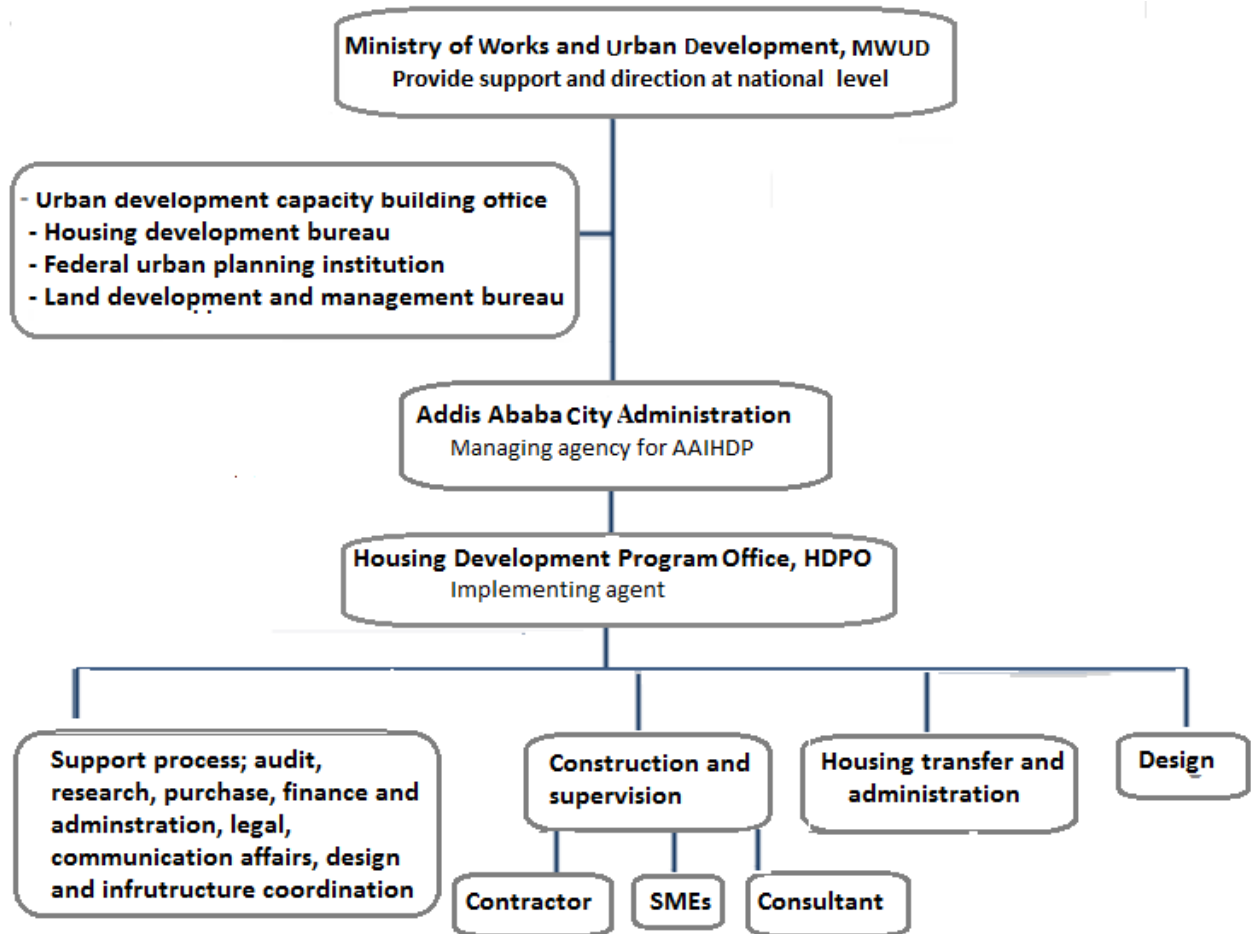 Ministry of Works and Urban Development, MWUD
Provide support and direction at national level
- Urban development capacity building office
- Housing development bureau
- Federal urban planning institution
- Land development and management bureau
Addis Ababa City Administration
Managing agency for AAIHDP
Housing Development Program Office, HDPO
Implementing agent
Support process; audit,
research, purchase, finance and
adminstration, legal,
communication affairs, design
and infrutructure coordination
Construction and
supervision
Housing transfer and
administration
Design
Contractor
SMEs
Consultant